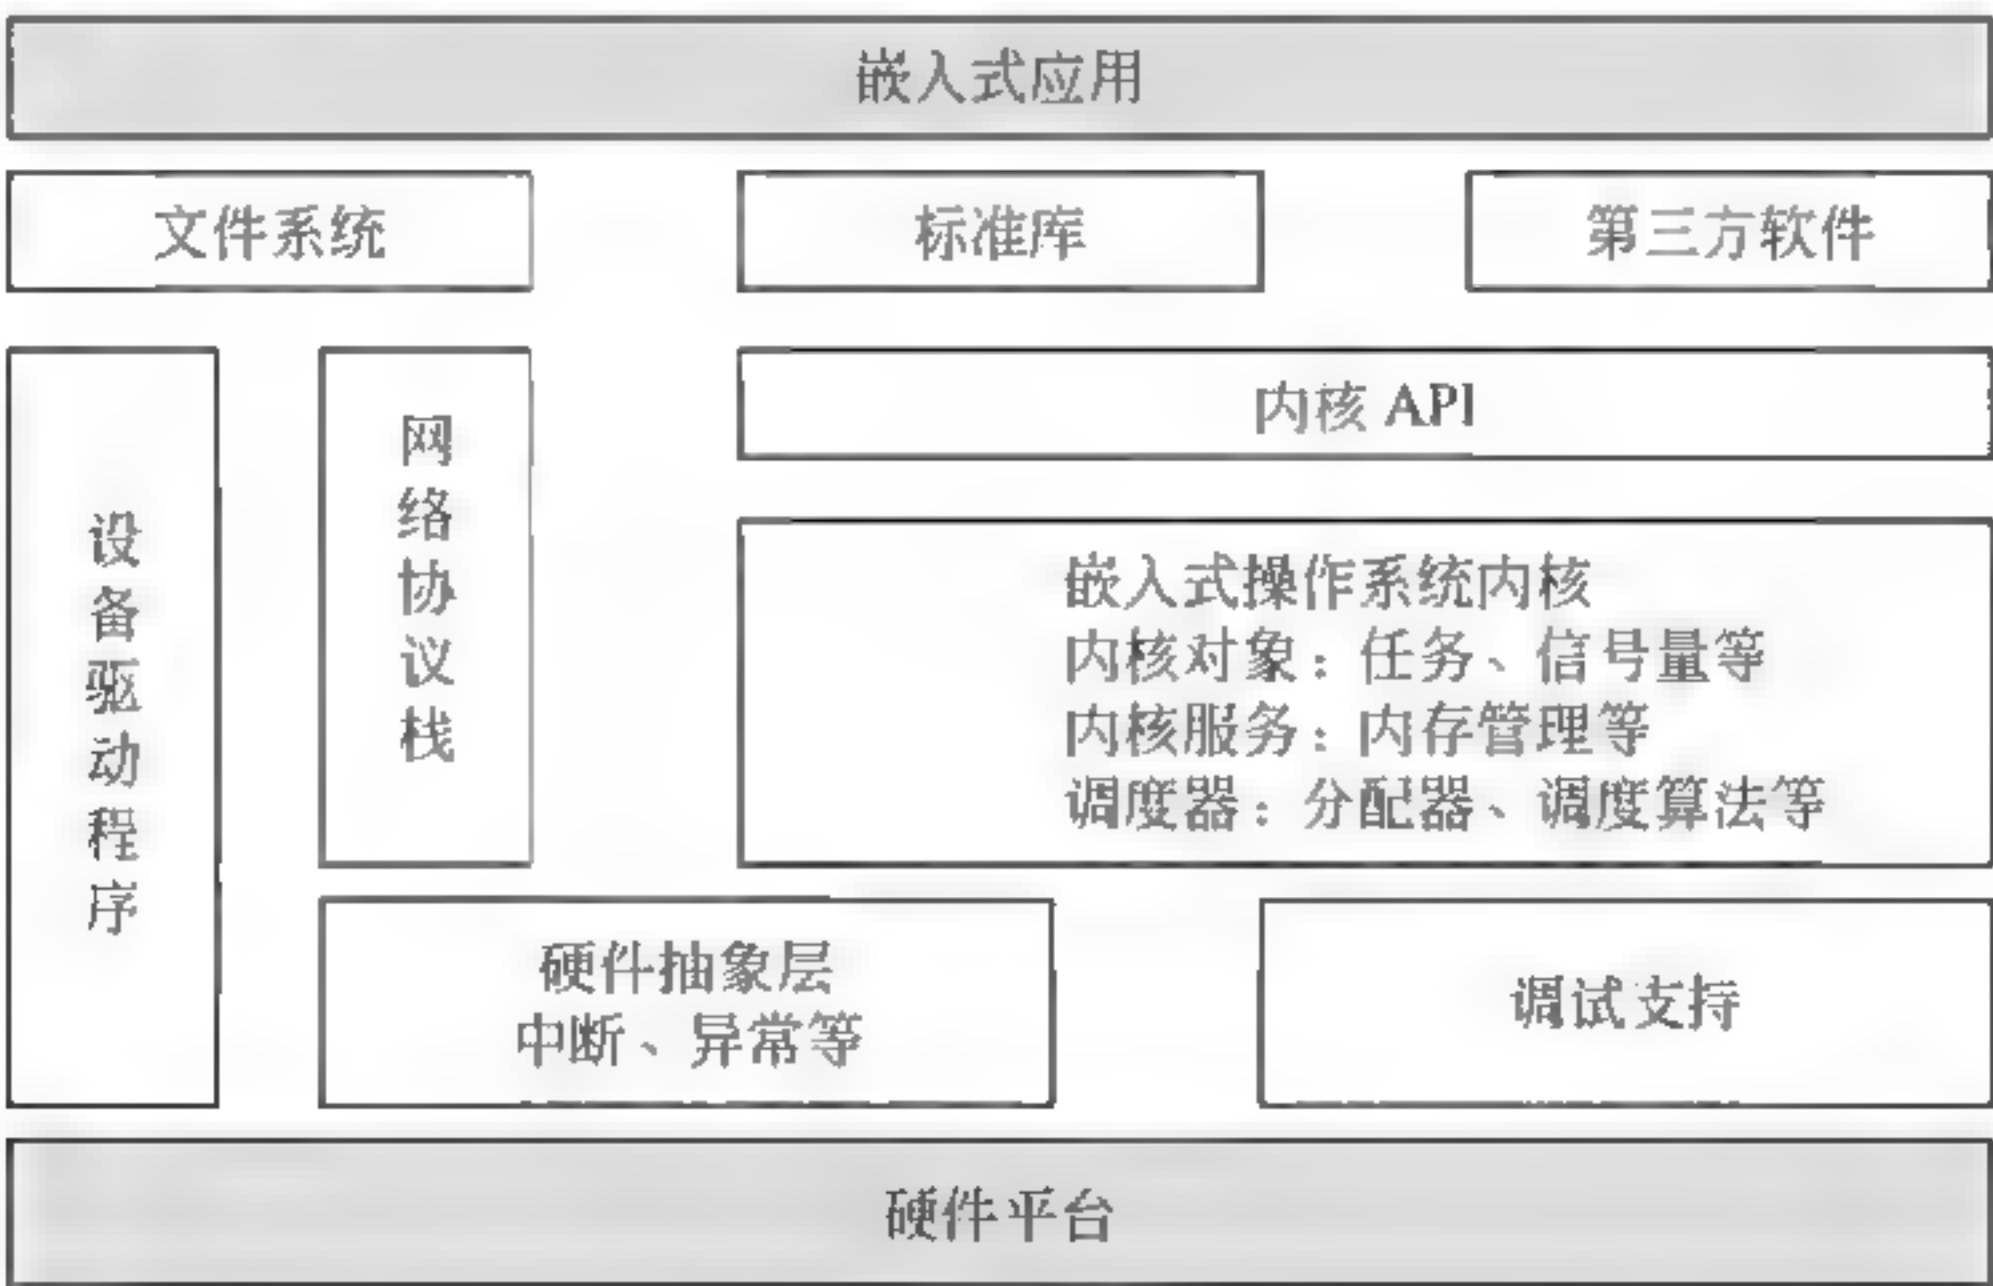 嵌入式应用
文件系统
标准库
第三方软件
设备驱动程序
网络协议栈
内核 API
嵌入式操作系统内核
内核对象：任务、信号量等
内核服务：内存管理等
调度器：分配器、调度算法等
硬件抽象层
中断、异常等
调试支持
硬件平台